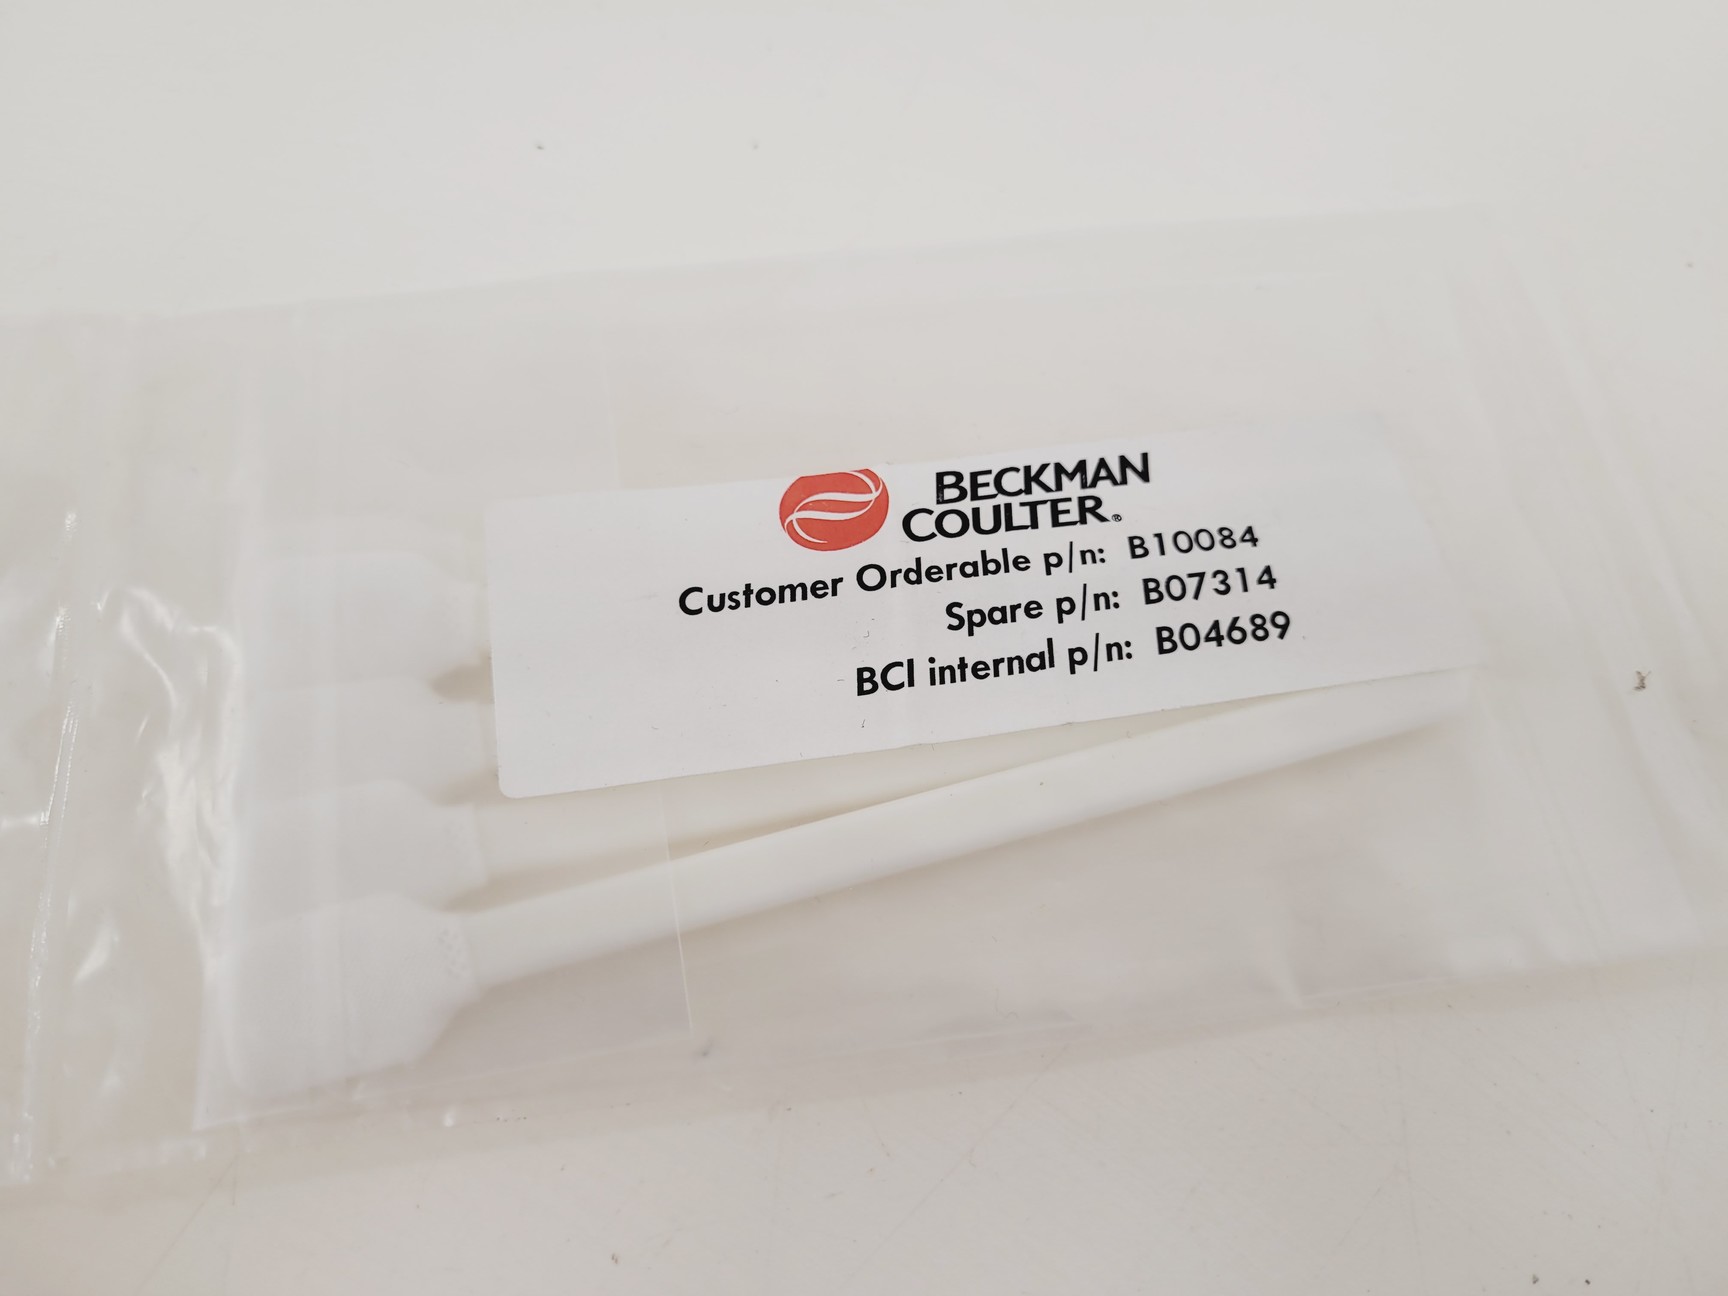 BECKMAN
COULTER®
Customer Orderable p/n: B10084
Spare p/n: B07314
BCI internal p/n: B04689